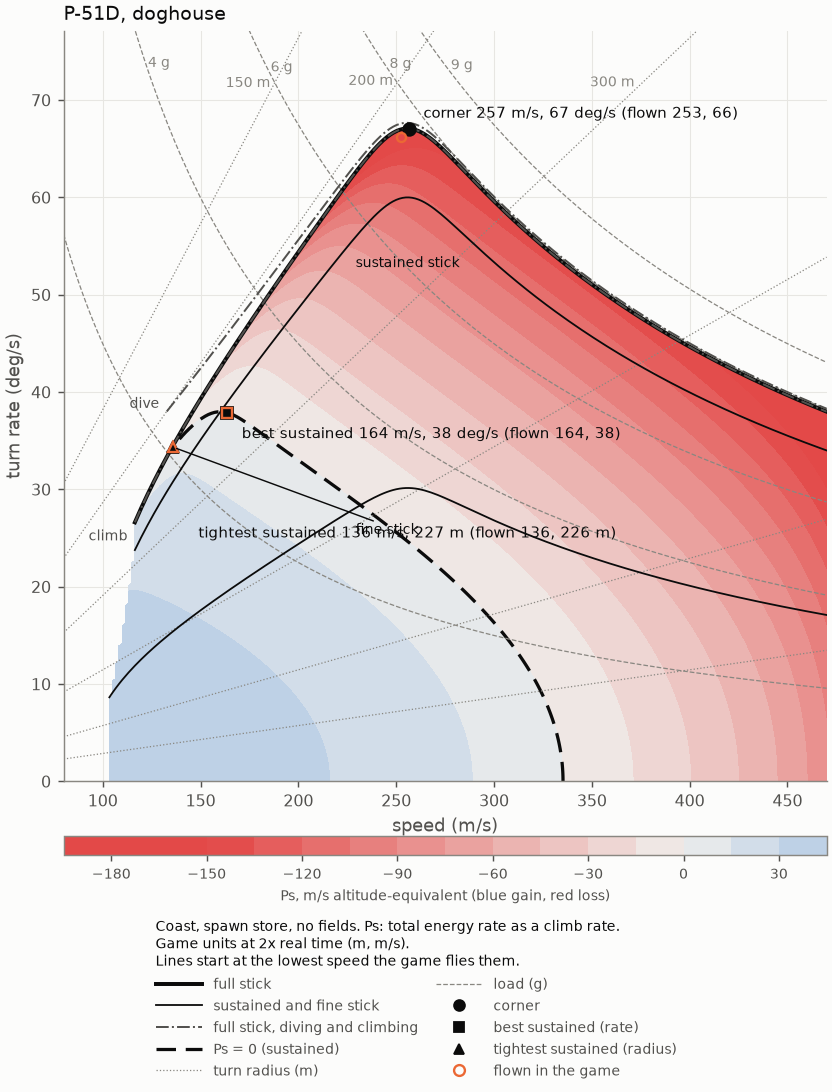 P-51D, doghouse
4 g
6 g
8 g
9 g
150 m
200 m
300 m
corner 257 m/s, 67 deg/s (flown 253, 66)
sustained stick
dive
best sustained 164 m/s, 38 deg/s (flown 164, 38)
fine stick
tightest sustained 136 m/s, 227 m (flown 136, 226 m)
climb
turn rate (deg/s)
70
60
50
40
30
20
10
0
100 150 200 250 300 350 400 450
speed (m/s)
−180 −150 −120 −90 −60 −30 0 30
Ps, m/s altitude-equivalent (blue gain, red loss)
Coast, spawn store, no fields. Ps: total energy rate as a climb rate.
Game units at 2x real time (m, m/s).
Lines start at the lowest speed the game flies them.
full stick
sustained and fine stick
full stick, diving and climbing
Ps = 0 (sustained)
turn radius (m)
load (g)
corner
best sustained (rate)
tightest sustained (radius)
flown in the game